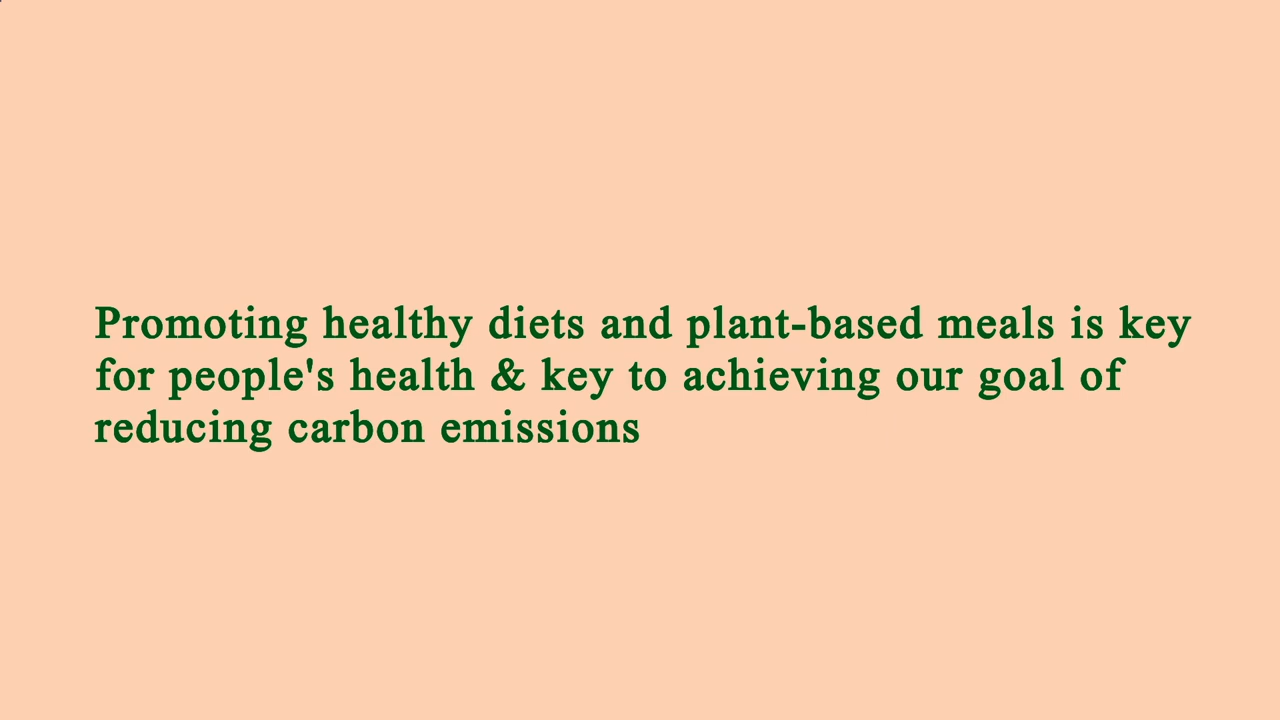 Promoting healthy diets and plant-based meals is key
for people's health & key to achieving our goal of
reducing carbon emissions